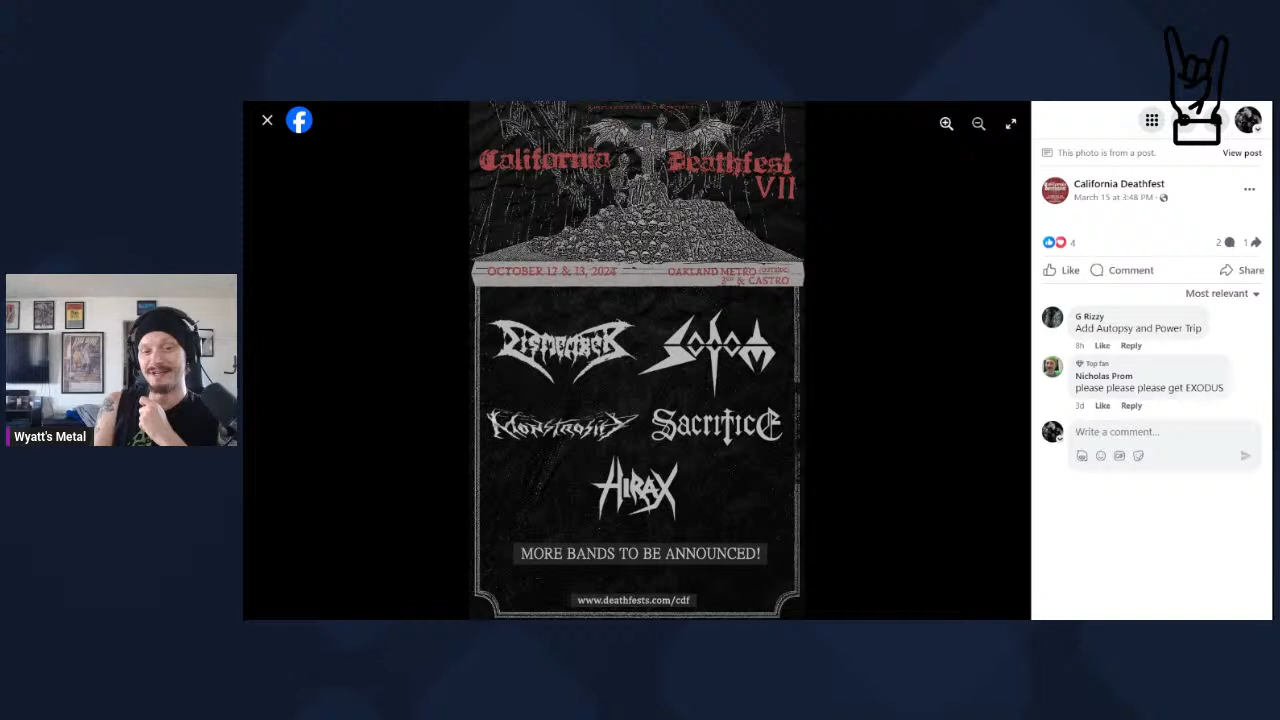 California Deathfest
VII
OCTOBER 12 & 13, 2024
OAKLAND METRO
& CASTRO
DISMEMBER
SODOM
MONSTROSITY
SACRIFICE
HIRAX
MORE BANDS TO BE ANNOUNCED!
www.deathfests.com/cdf
Wyatt's Metal
This photo is from a post.
View post
California Deathfest
March 15 at 3:48 PM ·
4
2
1
Like
Comment
Share
Most relevant
G Rizzy
Add Autopsy and Power Trip
8h Like Reply
Top fan
Nicholas Prom
please please please get EXODUS
3d Like Reply
Write a comment...
GIF